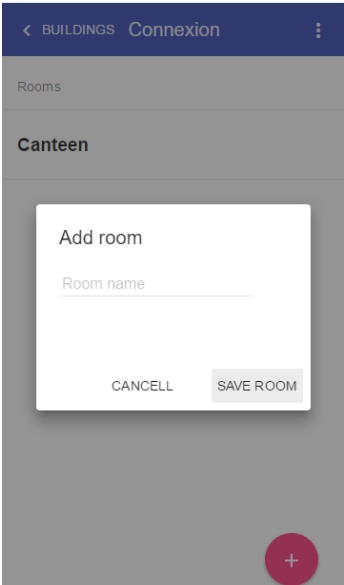 BUILDINGS Connexion
Rooms
Canteen
Add room
Room name
CANCELL SAVE ROOM
+